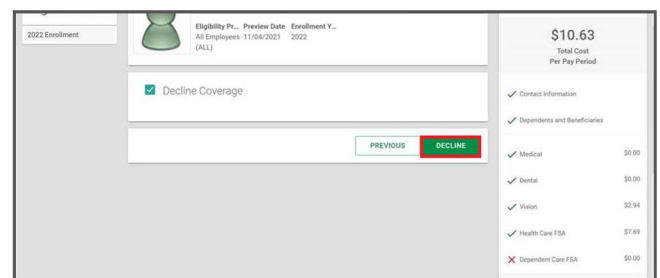 2022 Enrollment
Eligibility Pr... Preview Date Enrollment Y...
All Employees 11/04/2021 2022
(ALL)
Decline Coverage
PREVIOUS DECLINE
$10.63
Total Cost
Per Pay Period
Contact Information
Dependents and Beneficiaries
Medical $0.00
Dental $0.00
Vision $2.94
Health Care FSA $7.69
Dependent Care FSA $0.00